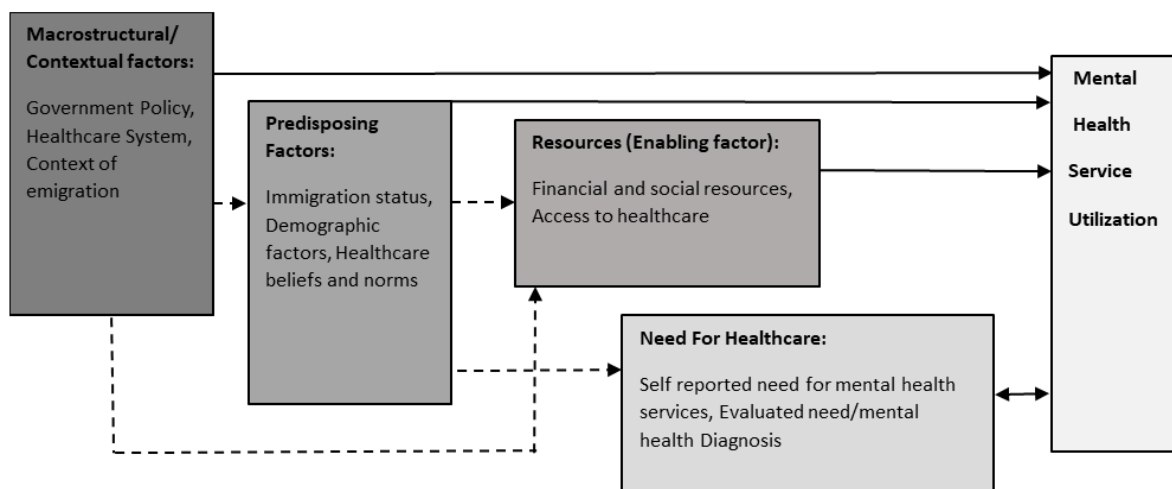 Macrostructural/
Contextual factors:
Government Policy,
Healthcare System,
Context of
emigration
Predisposing
Factors:
Immigration status,
Demographic
factors, Healthcare
beliefs and norms
Resources (Enabling factor):
Financial and social resources,
Access to healthcare
Need For Healthcare:
Self reported need for mental health
services, Evaluated need/mental
health Diagnosis
Mental
Health
Service
Utilization